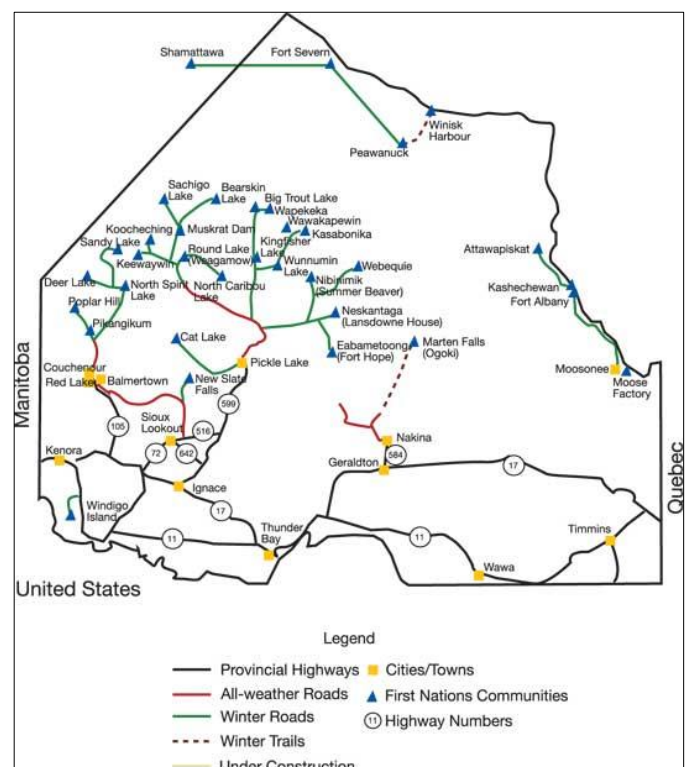 Shamattawa
Fort Severn
Winisk
Harbour
Peawanuck
Sachigo
Lake
Bearskin
Lake
Big Trout Lake
Wapekeka
Wawakapewin
Kasabonika
Koocheching
Muskrat Dam
Sandy Lake
Round Lake
(Weagamow)
Kingfisher
Lake
Keewaywin
Wunnumin
Lake
Webequie
Attawapiskat
Deer Lake
North Spirit
Lake
North Caribou
Lake
Nibinimik
(Summer Beaver)
Kashechewan
Fort Albany
Poplar Hill
Pikangikum
Neskantaga
(Lansdowne House)
Cat Lake
Eabametoong
(Fort Hope)
Marten Falls
(Ogoki)
Pickle Lake
Moosonee
Moose
Factory
Manitoba
Couchenour
Red Lake
Balmertown
New Slate
Falls
599
105
Sioux
Lookout
516
72
642
Nakina
584
Geraldton
17
Kenora
Ignace
Quebec
Windigo
Island
17
11
Thunder
Bay
11
Timmins
Wawa
United States
Legend
Provincial Highways
Cities/Towns
All-weather Roads
First Nations Communities
Winter Roads
11 Highway Numbers
Winter Trails
Under Construction